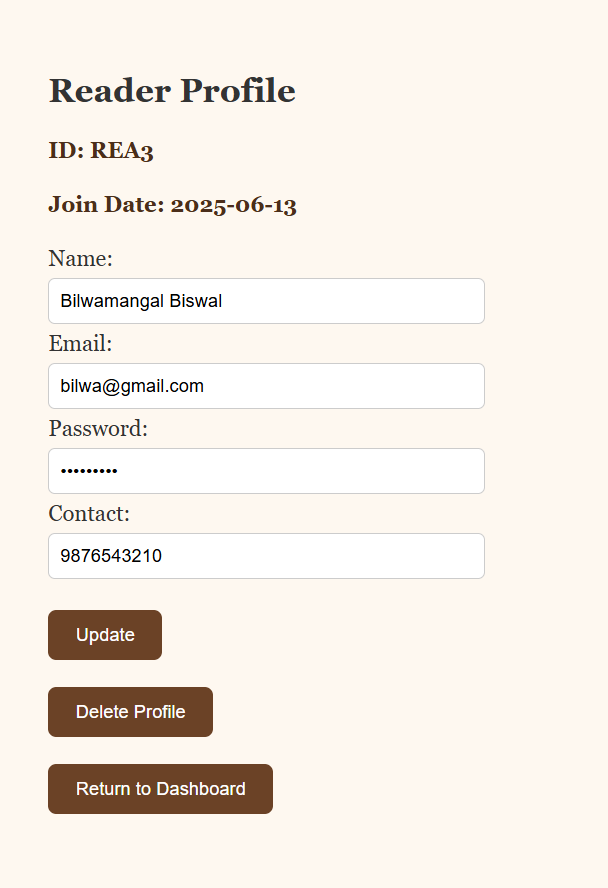 Reader Profile
ID: REA3
Join Date: 2025-06-13
Name:
Bilwamangal Biswal
Email:
bilwa@gmail.com
Password:
•••••••••
Contact:
9876543210
Update
Delete Profile
Return to Dashboard